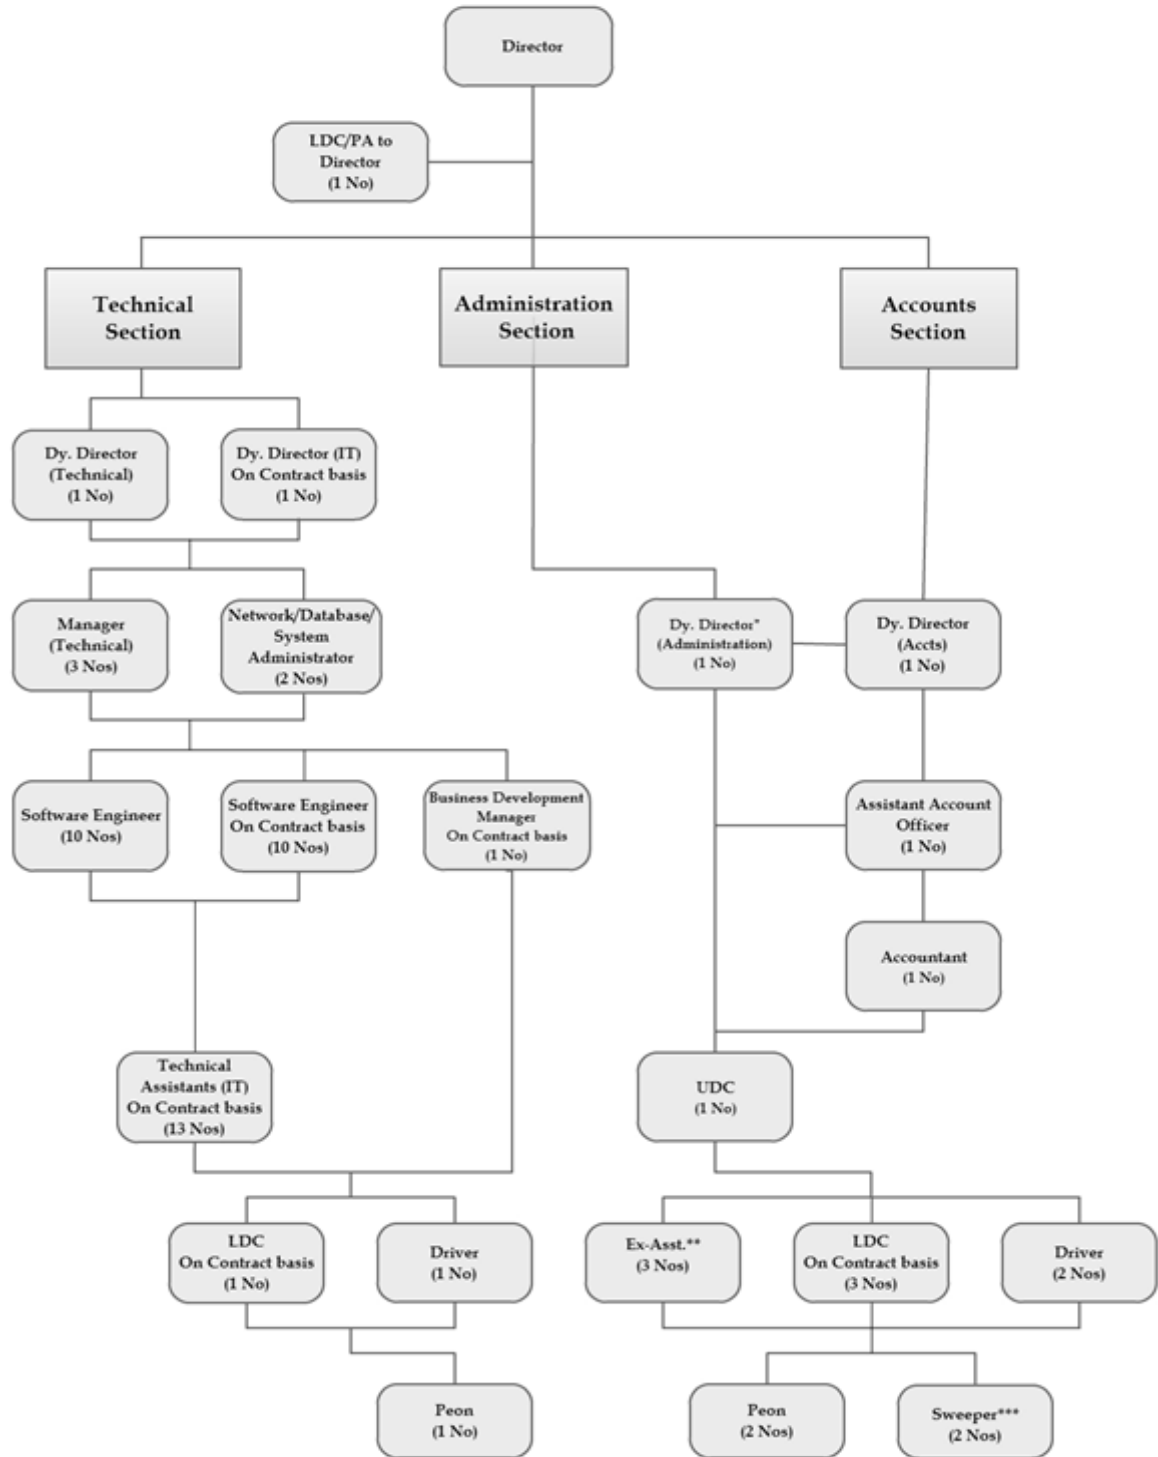 Director
LDC/PA to
Director
(1 No)
Technical
Section
Administration
Section
Accounts
Section
Dy. Director
(Technical)
(1 No)
Dy. Director (IT)
On Contract basis
(1 No)
Manager
(Technical)
(3 Nos)
Network/Database/
System
Administrator
(2 Nos)
Dy. Director*
(Administration)
(1 No)
Dy. Director
(Accts)
(1 No)
Software Engineer
(10 Nos)
Software Engineer
On Contract basis
(10 Nos)
Business Development
Manager
On Contract basis
(1 No)
Assistant Account
Officer
(1 No)
Accountant
(1 No)
Technical
Assistants (IT)
On Contract basis
(13 Nos)
UDC
(1 No)
LDC
On Contract basis
(1 No)
Driver
(1 No)
Ex-Asst.**
(3 Nos)
LDC
On Contract basis
(3 Nos)
Driver
(2 Nos)
Peon
(1 No)
Peon
(2 Nos)
Sweeper***
(2 Nos)